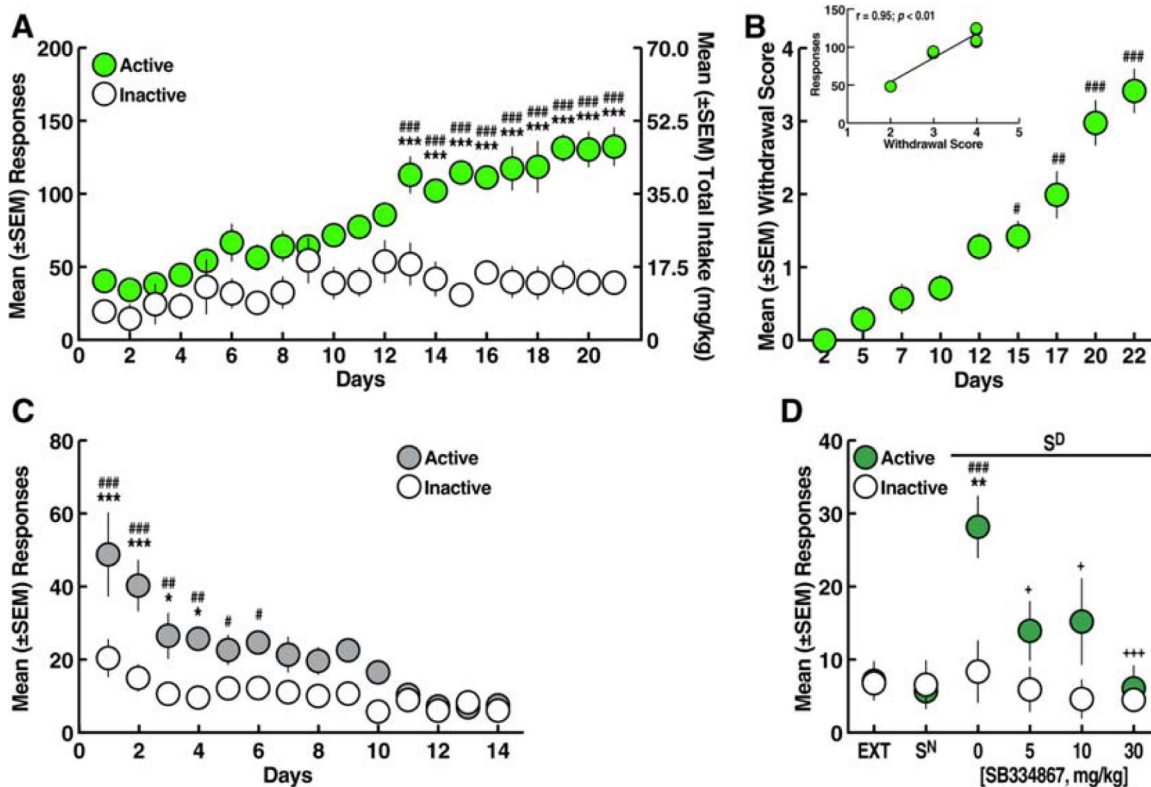 A
Mean (±SEM) Responses
200
150
100
50
0
Active
Inactive
###
***
###
***
###
***
###
***
###
***
###
***
###
***
###
***
###
***
70.0
52.5
35.0
17.5
0
Mean (±SEM) Total Intake (mg/kg)
0 2 4 6 8 10 12 14 16 18 20
Days
B
Mean (±SEM) Withdrawal Score
4
3
2
1
0
r = 0.95; p < 0.01
Responses
150
100
50
0
1 2 3 4 5
Withdrawal Score
#
##
###
###
2 5 7 10 12 15 17 20 22
Days
C
Mean (±SEM) Responses
80
60
40
20
0
Active
Inactive
###
***
###
***
##
*
##
*
#
#
0 2 4 6 8 10 12 14
Days
D
Mean (±SEM) Responses
40
30
20
10
0
Active
Inactive
Sᴰ
###
**
+
+
+++
EXT Sᴺ 0 5 10 30
[SB334867, mg/kg]